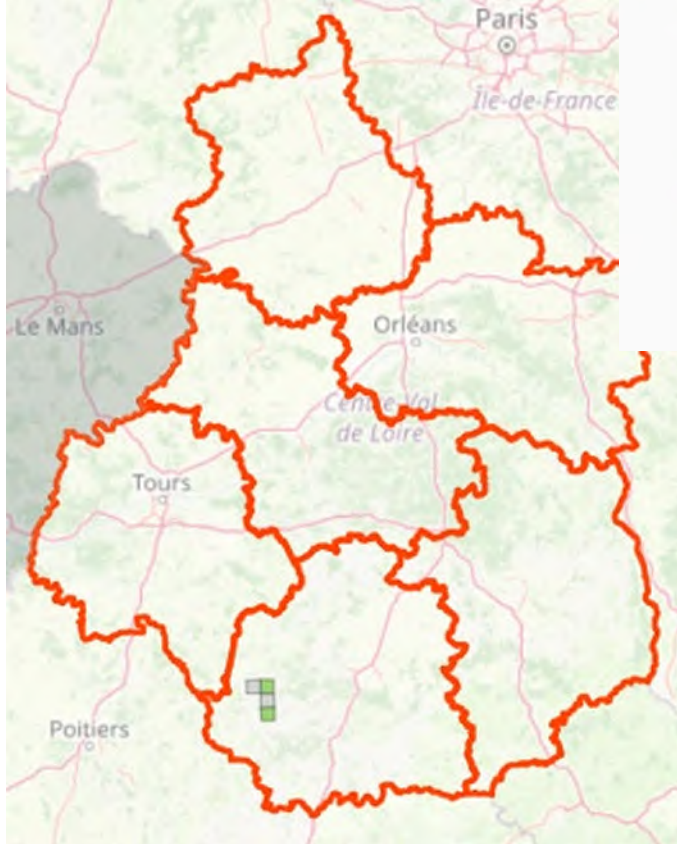 Paris
Île-de-France
Le Mans
Orléans
Centre-Val
de Loire
Tours
Poitiers